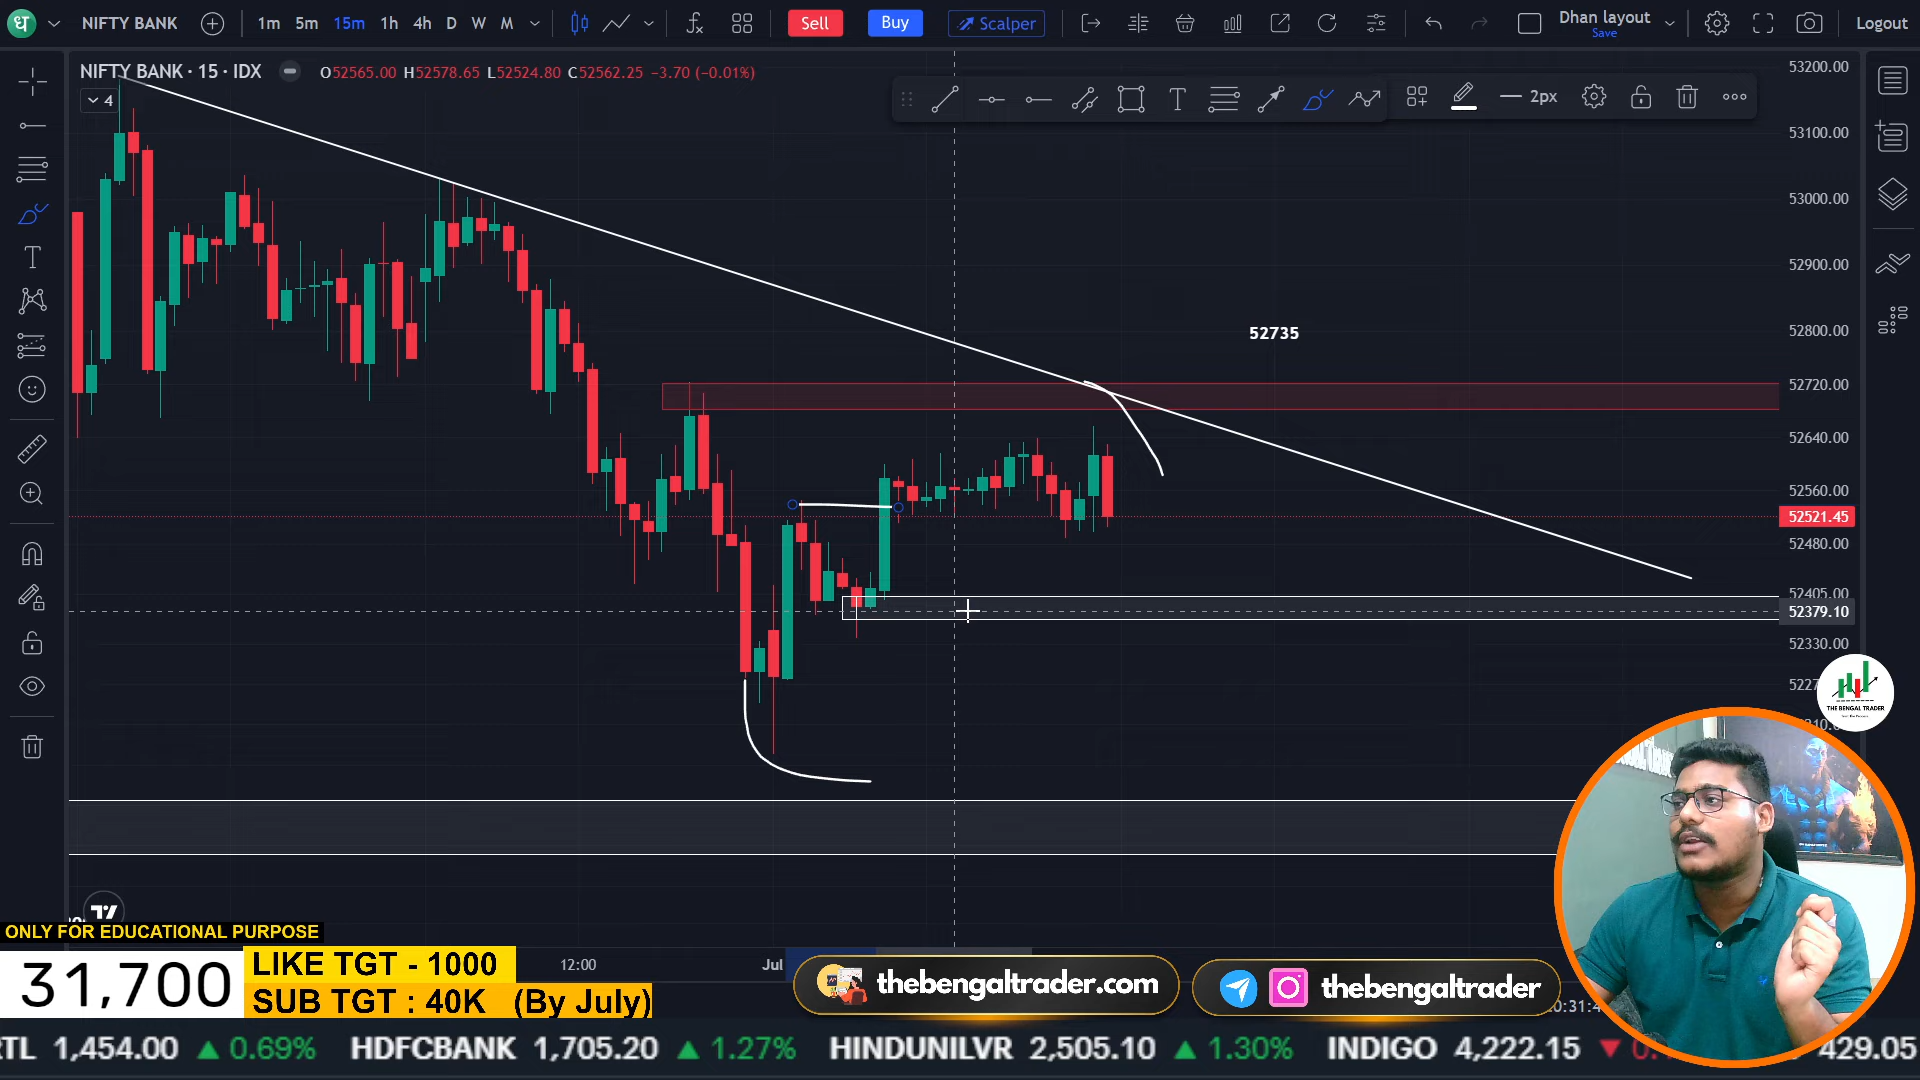 धा NIFTY BANK 1m 5m 15m 1h 4h D W M Sell Buy Scalper Dhan layout Save Logout
NIFTY BANK · 15 · IDX O52565.00 H52578.65 L52524.80 C52562.25 −3.70 (−0.01%)
4
2px
53200.00
53100.00
53000.00
52900.00
52800.00
52735
52720.00
52640.00
52560.00
52521.45
52480.00
52405.00
52379.10
52330.00
THE BENGAL TRADER
ONLY FOR EDUCATIONAL PURPOSE
31,700
LIKE TGT - 1000
SUB TGT : 40K (By July)
12:00
Jul
thebengaltrader.com
thebengaltrader
1,454.00 ▲ 0.69% HDFCBANK 1,705.20 ▲ 1.27% HINDUNILVR 2,505.10 ▲ 1.30% INDIGO 4,222.15 ▼ 429.05